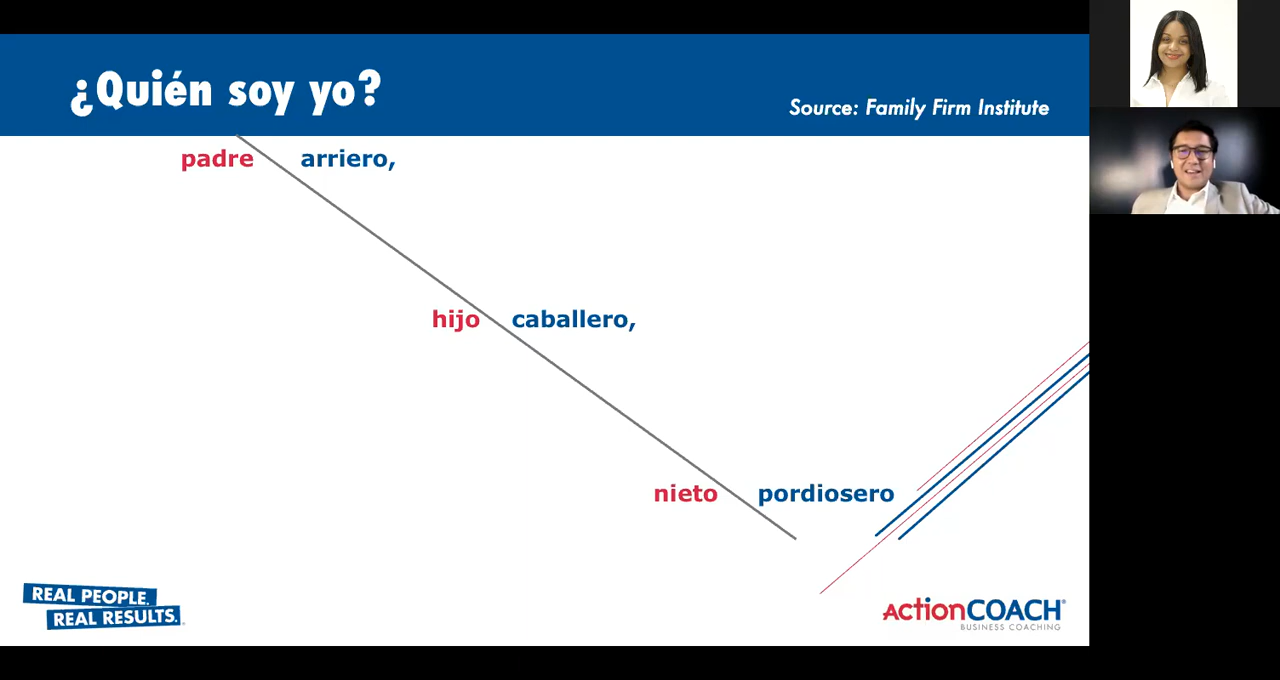 ¿Quién soy yo?
Source: Family Firm Institute
padre arriero,
hijo caballero,
nieto pordiosero
REAL PEOPLE.
REAL RESULTS.
ActionCOACH®
BUSINESS COACHING